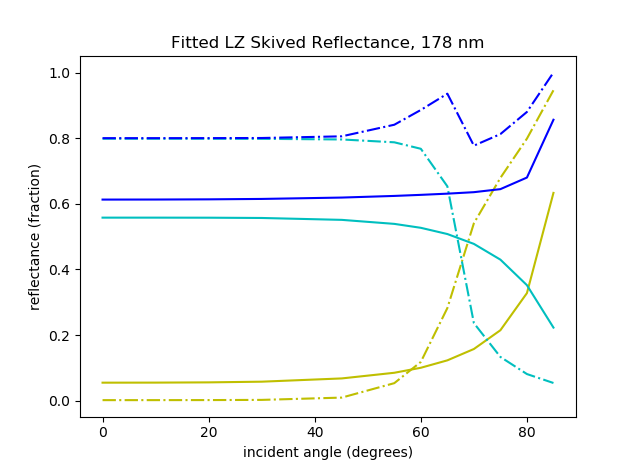 Fitted LZ Skived Reflectance, 178 nm
reflectance (fraction)
1.0
0.8
0.6
0.4
0.2
0.0
0 20 40 60 80
incident angle (degrees)